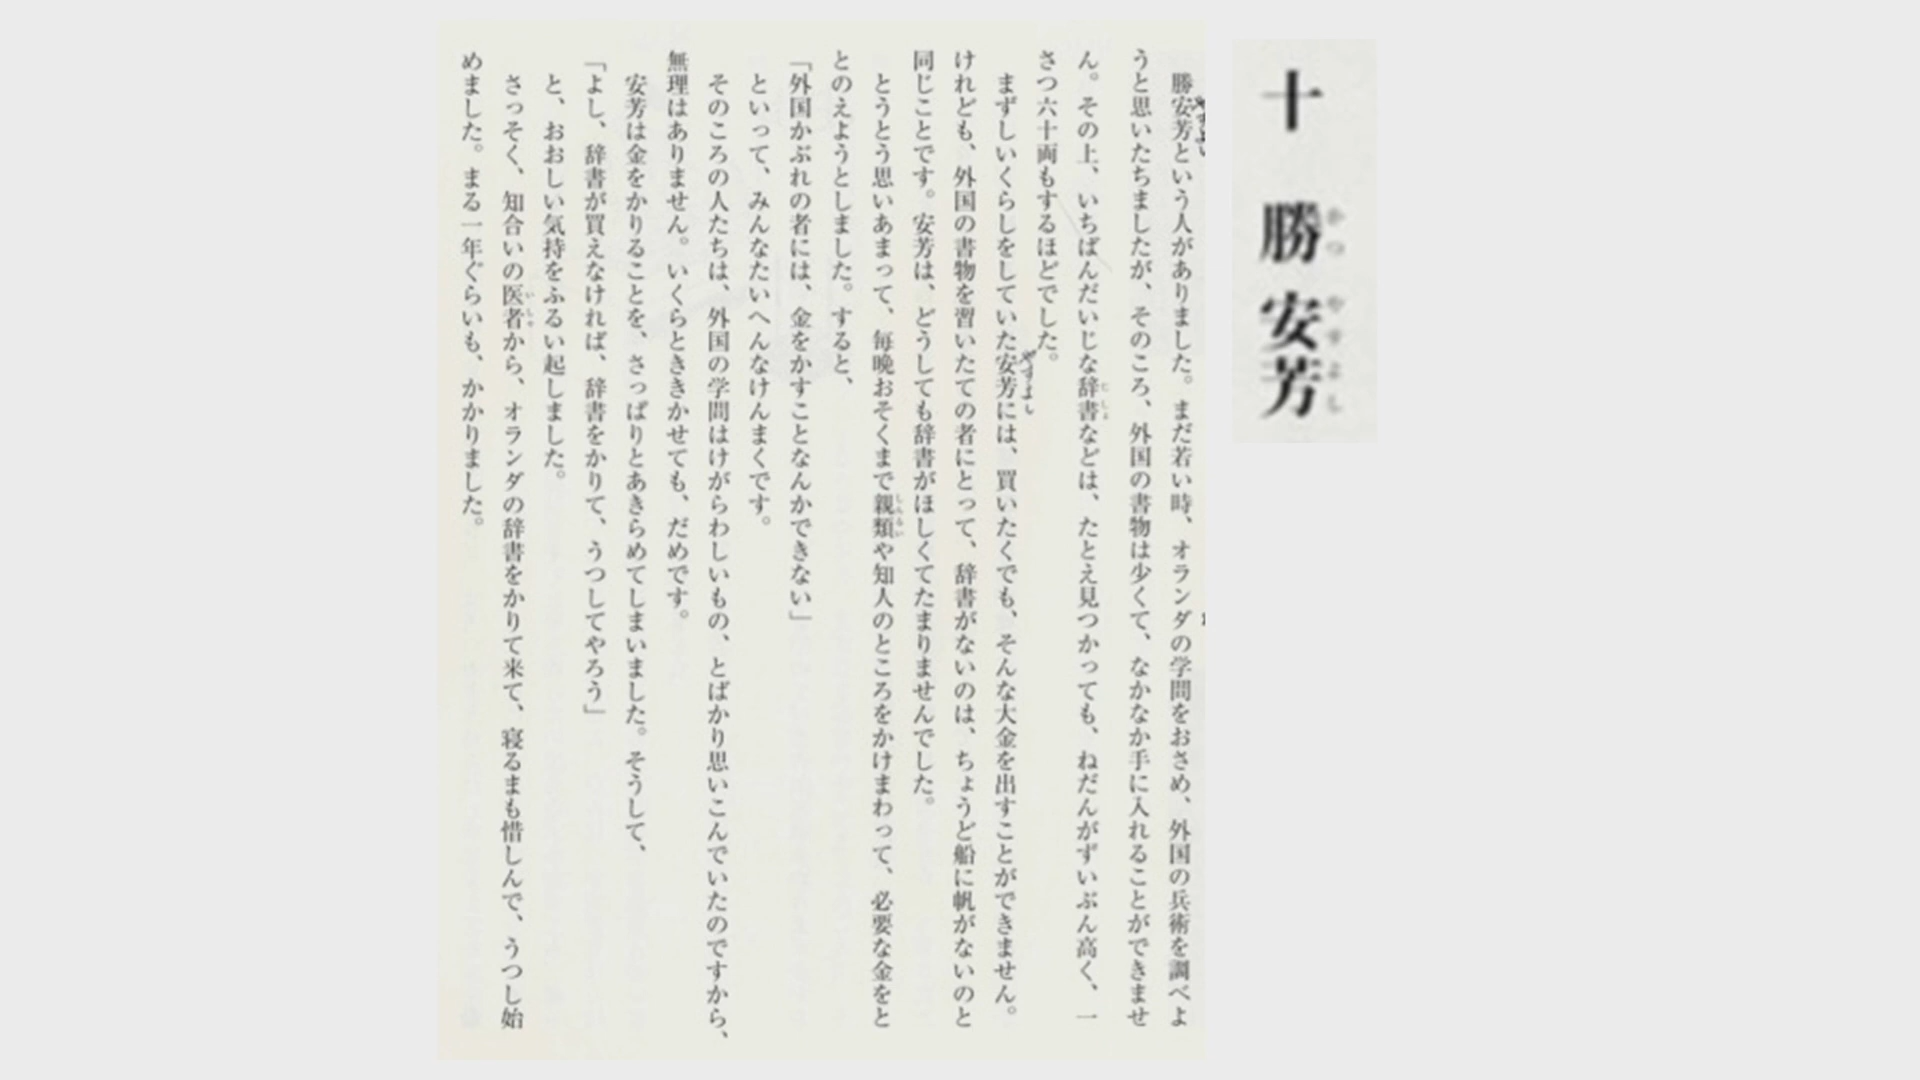 十 勝安芳
かつ やすよし
勝安芳という人がありました。まだ若い時、オランダの学問をおさめ、外国の兵術を調べよ
うと思いたちましたが、そのころ、外国の書物は少くて、なかなか手に入れることができませ
ん。その上、いちばんだいじな辞書などは、たとえ見つかっても、ねだんがずいぶん高く、一
じしょ
さつ六十両もするほどでした。
まずしいくらしをしていた安芳には、買いたくても、そんな大金を出すことができません。
やすよし
けれども、外国の書物を習いたての者にとって、辞書がないのは、ちょうど船に帆がないのと
同じことです。安芳は、どうしても辞書がほしくてたまりませんでした。
とうとう思いあまって、毎晩おそくまで親類や知人のところをかけまわって、必要な金をと
しんるい
とのえようとしました。すると、
「外国かぶれの者には、金をかすことなんかできない」
といって、みんなたいへんなけんまくです。
そのころの人たちは、外国の学問はけがらわしいもの、とばかり思いこんでいたのですから、
無理はありません。いくらとききかせても、だめです。
安芳は金をかりることを、さっぱりとあきらめてしまいました。そうして、
「よし、辞書が買えなければ、辞書をかりて、うつしてやろう」
と、おおしい気持をふるい起しました。
さっそく、知合いの医者から、オランダの辞書をかりて来て、寝るまも惜しんで、うつし始
いしゃ
めました。まる一年ぐらいも、かかりました。